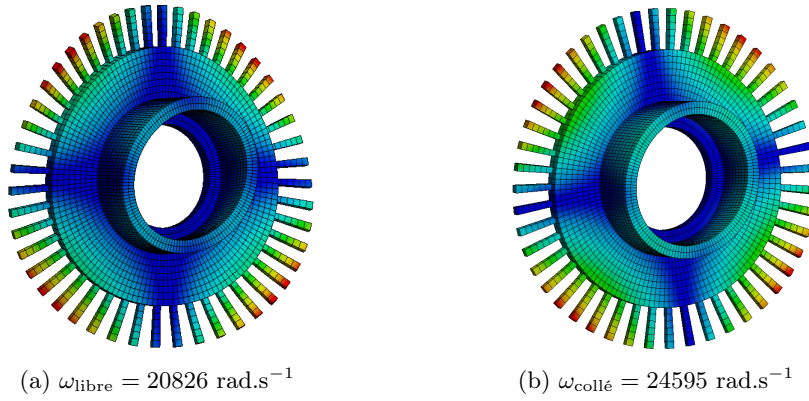 (a) ω_libre = 20826 rad.s⁻¹
(b) ω_collé = 24595 rad.s⁻¹